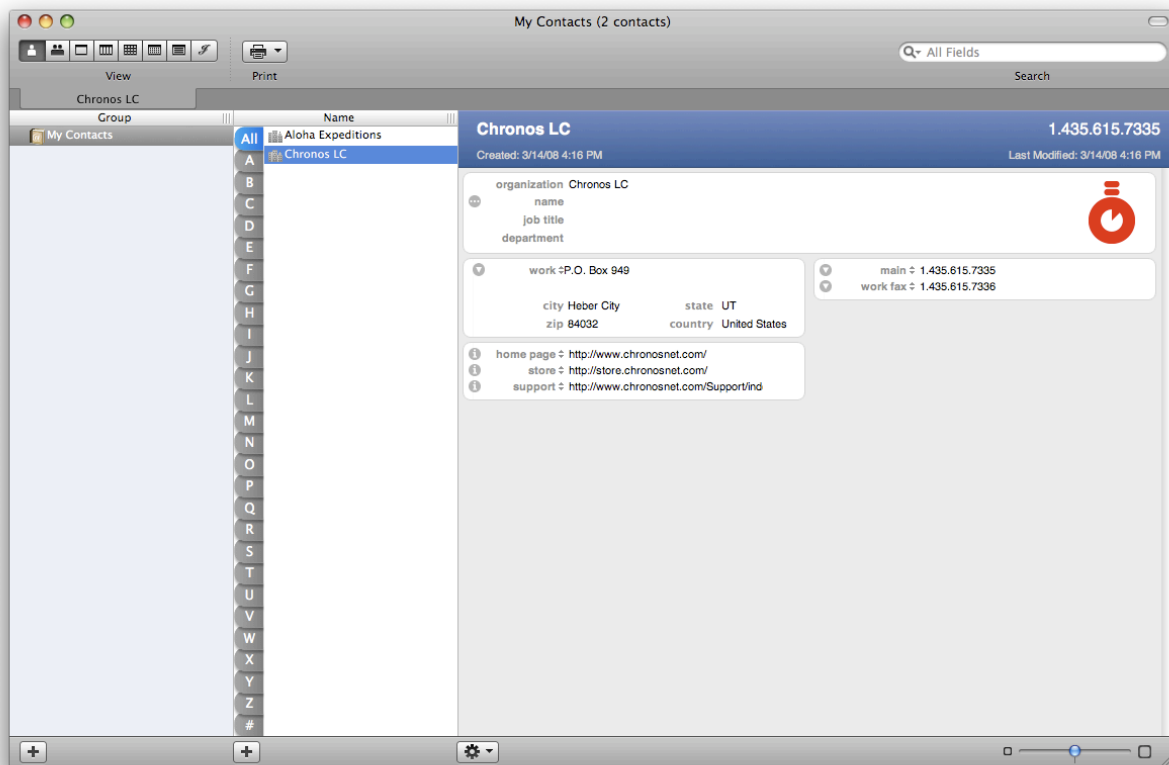 My Contacts (2 contacts)
All Fields
View
Print
Search
Chronos LC
Group
Name
My Contacts
All
A
B
C
D
E
F
G
H
I
J
K
L
M
N
O
P
Q
R
S
T
U
V
W
X
Y
Z
#
Aloha Expeditions
Chronos LC
Chronos LC 1.435.615.7335
Created: 3/14/08 4:16 PM Last Modified: 3/14/08 4:16 PM
organization Chronos LC
name
job title
department
work P.O. Box 949
city Heber City state UT
zip 84032 country United States
main 1.435.615.7335
work fax 1.435.615.7336
home page http://www.chronosnet.com/
store http://store.chronosnet.com/
support http://www.chronosnet.com/Support/ind